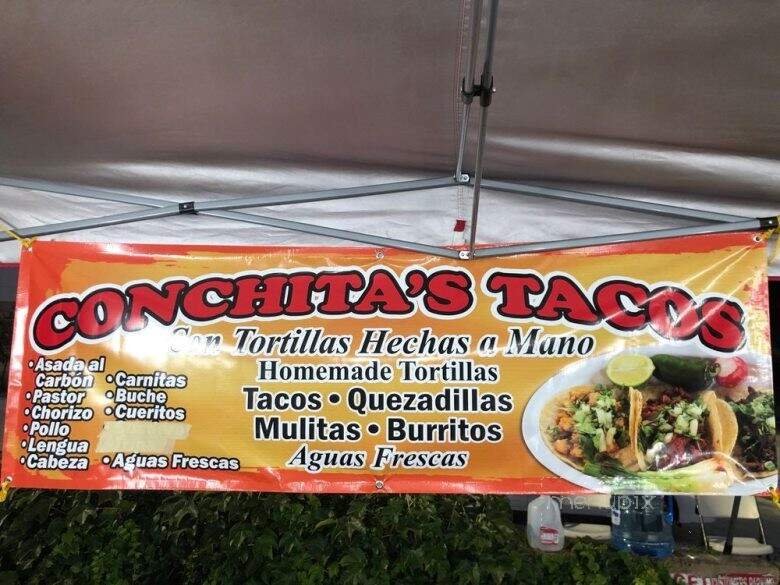 CONCHITA'S TACOS
Con Tortillas Hechas a Mano
Homemade Tortillas
Tacos • Quezadillas
Mulitas • Burritos
Aguas Frescas
•Asada al
Carbón
•Pastor
•Chorizo
•Pollo
•Lengua
•Cabeza
•Carnitas
•Buche
•Cueritos
•Aguas Frescas
menupix